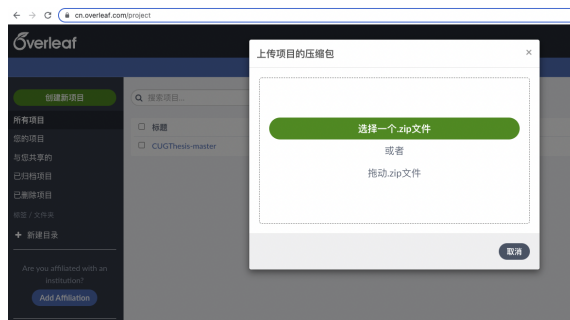 cn.overleaf.com/project
Overleaf
上传项目的压缩包
×
创建新项目
搜索项目...
所有项目
标题
选择一个.zip文件
您的项目
CUGThesis-master
或者
与您共享的
拖动.zip文件
已归档项目
已删除项目
标签 / 文件夹
+ 新建目录
取消
Are you affiliated with an
institution?
Add Affiliation